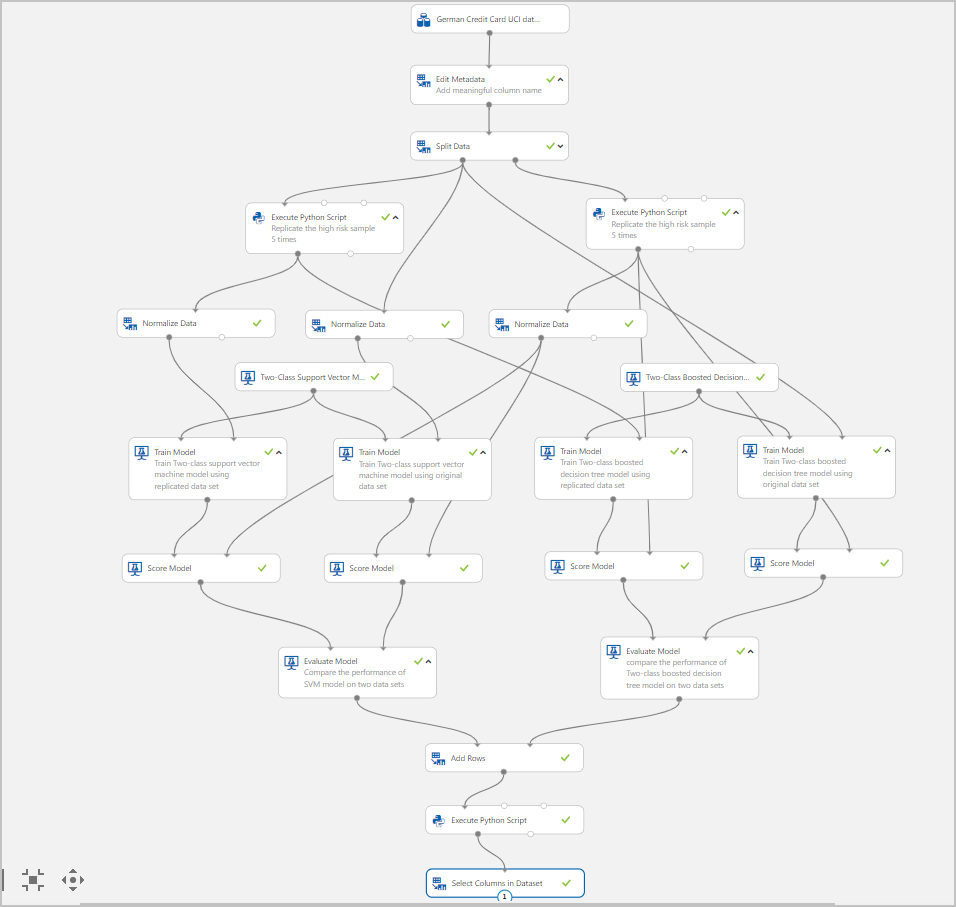 German Credit Card UCI dat...
Edit Metadata
Add meaningful column name
Split Data
Execute Python Script
Replicate the high risk sample
5 times
Execute Python Script
Replicate the high risk sample
5 times
Normalize Data
Normalize Data
Normalize Data
Two-Class Support Vector M...
Two-Class Boosted Decision...
Train Model
Train Two-class support vector
machine model using
replicated data set
Train Model
Train Two-class support vector
machine model using original
data set
Train Model
Train Two-class boosted
decision tree model using
replicated data set
Train Model
Train Two-class boosted
decision tree model using
original data set
Score Model
Score Model
Score Model
Score Model
Evaluate Model
Compare the performance of
SVM model on two data sets
Evaluate Model
compare the performance of
Two-class boosted decision
tree model on two data sets
Add Rows
Execute Python Script
Select Columns in Dataset
1